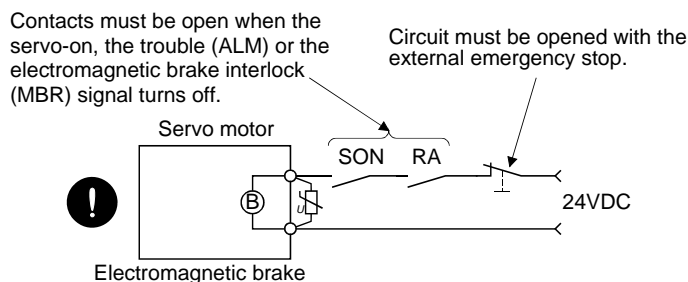 Contacts must be open when the
servo-on, the trouble (ALM) or the
electromagnetic brake interlock
(MBR) signal turns off.
Circuit must be opened with the
external emergency stop.
Servo motor
SON RA
B
U
24VDC
Electromagnetic brake